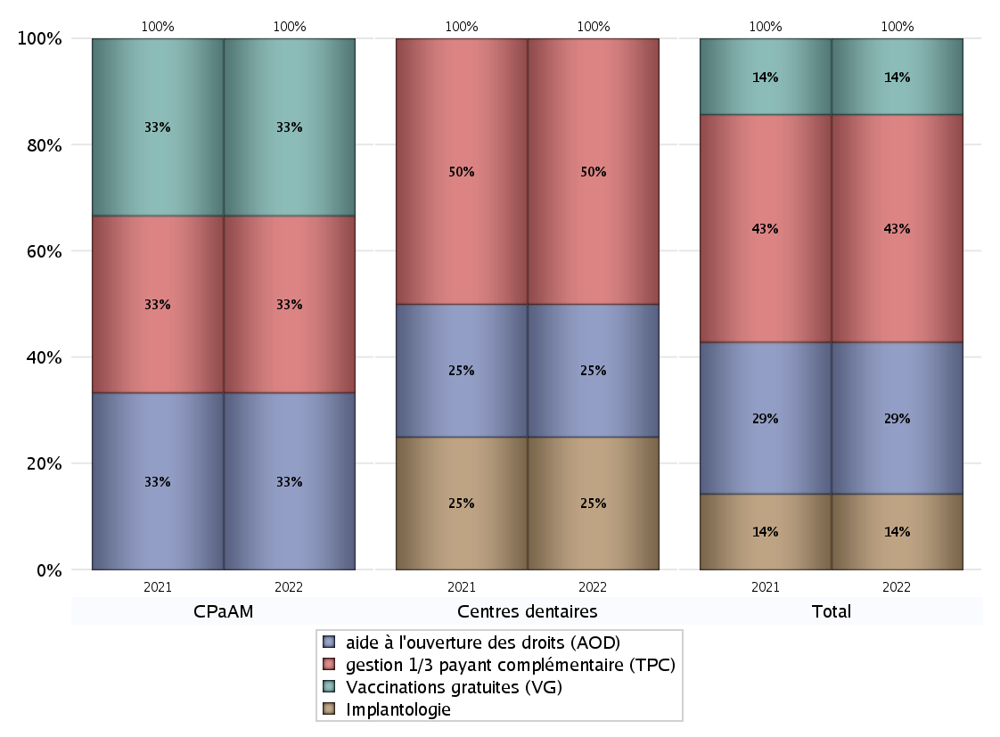 100% 100% 100% 100% 100% 100%
100%
14% 14%
33% 33%
80%
50% 50%
43% 43%
60%
33% 33%
40%
25% 25%
29% 29%
20%
33% 33%
25% 25%
14% 14%
0%
2021 2022 2021 2022 2021 2022
CPaAM Centres dentaires Total
aide à l'ouverture des droits (AOD)
gestion 1/3 payant complémentaire (TPC)
Vaccinations gratuites (VG)
Implantologie